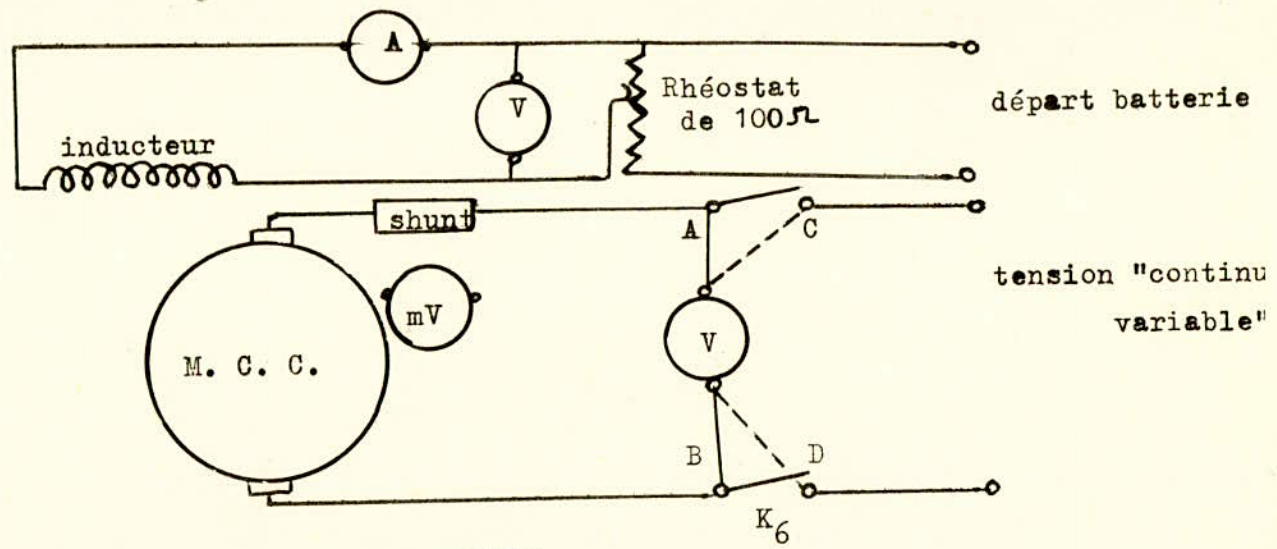 A
V
Rhéostat
de 100Ω
départ batterie
inducteur
shunt
A
C
mV
tension "continu
variable"
V
M. C. C.
B
D
K6